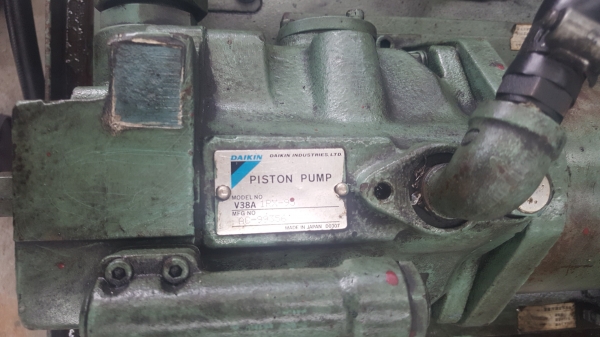 DAIKIN DAIKIN INDUSTRIES, LTD
PISTON PUMP
MODEL NO
V38A
MFG NO
MADE IN JAPAN